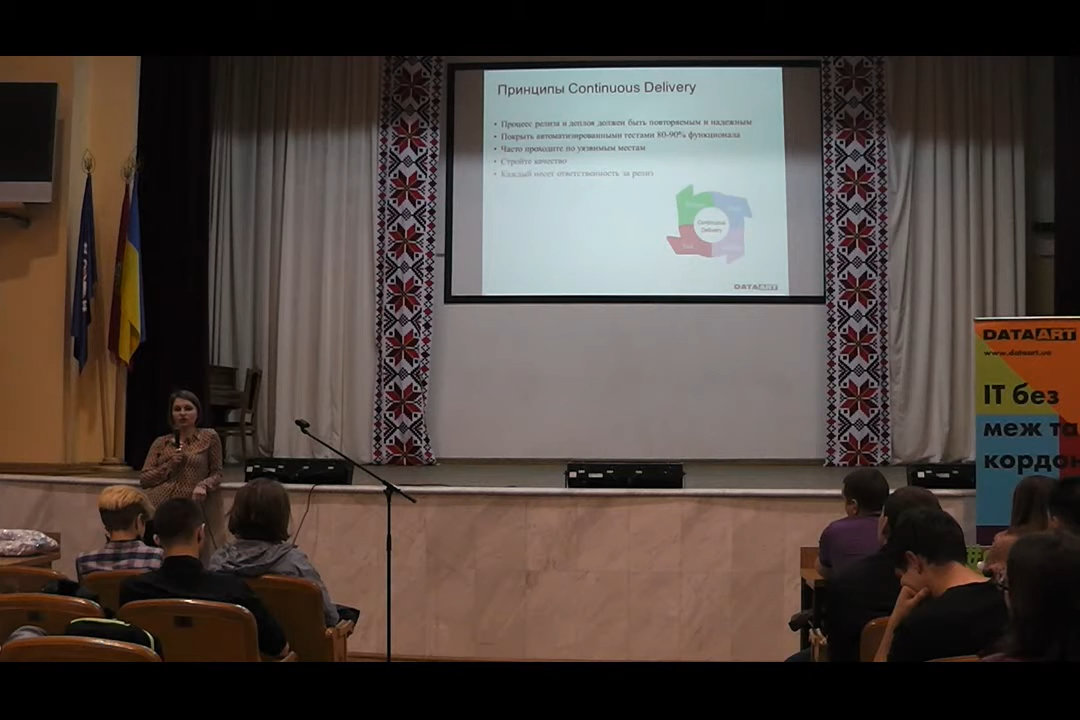 Принципы Continuous Delivery
• Процесс релиза и деплоя должен быть повторяемым и надежным
• Покрыть автоматизированными тестами 80-90% функционала
• Часто проходите по уязвимым местам
• Стройте качество
• Каждый несет ответственность за релиз
Continuous
Delivery
Test
DATAART
DATAART
www.dataart.ua
IT без
меж та
кордон